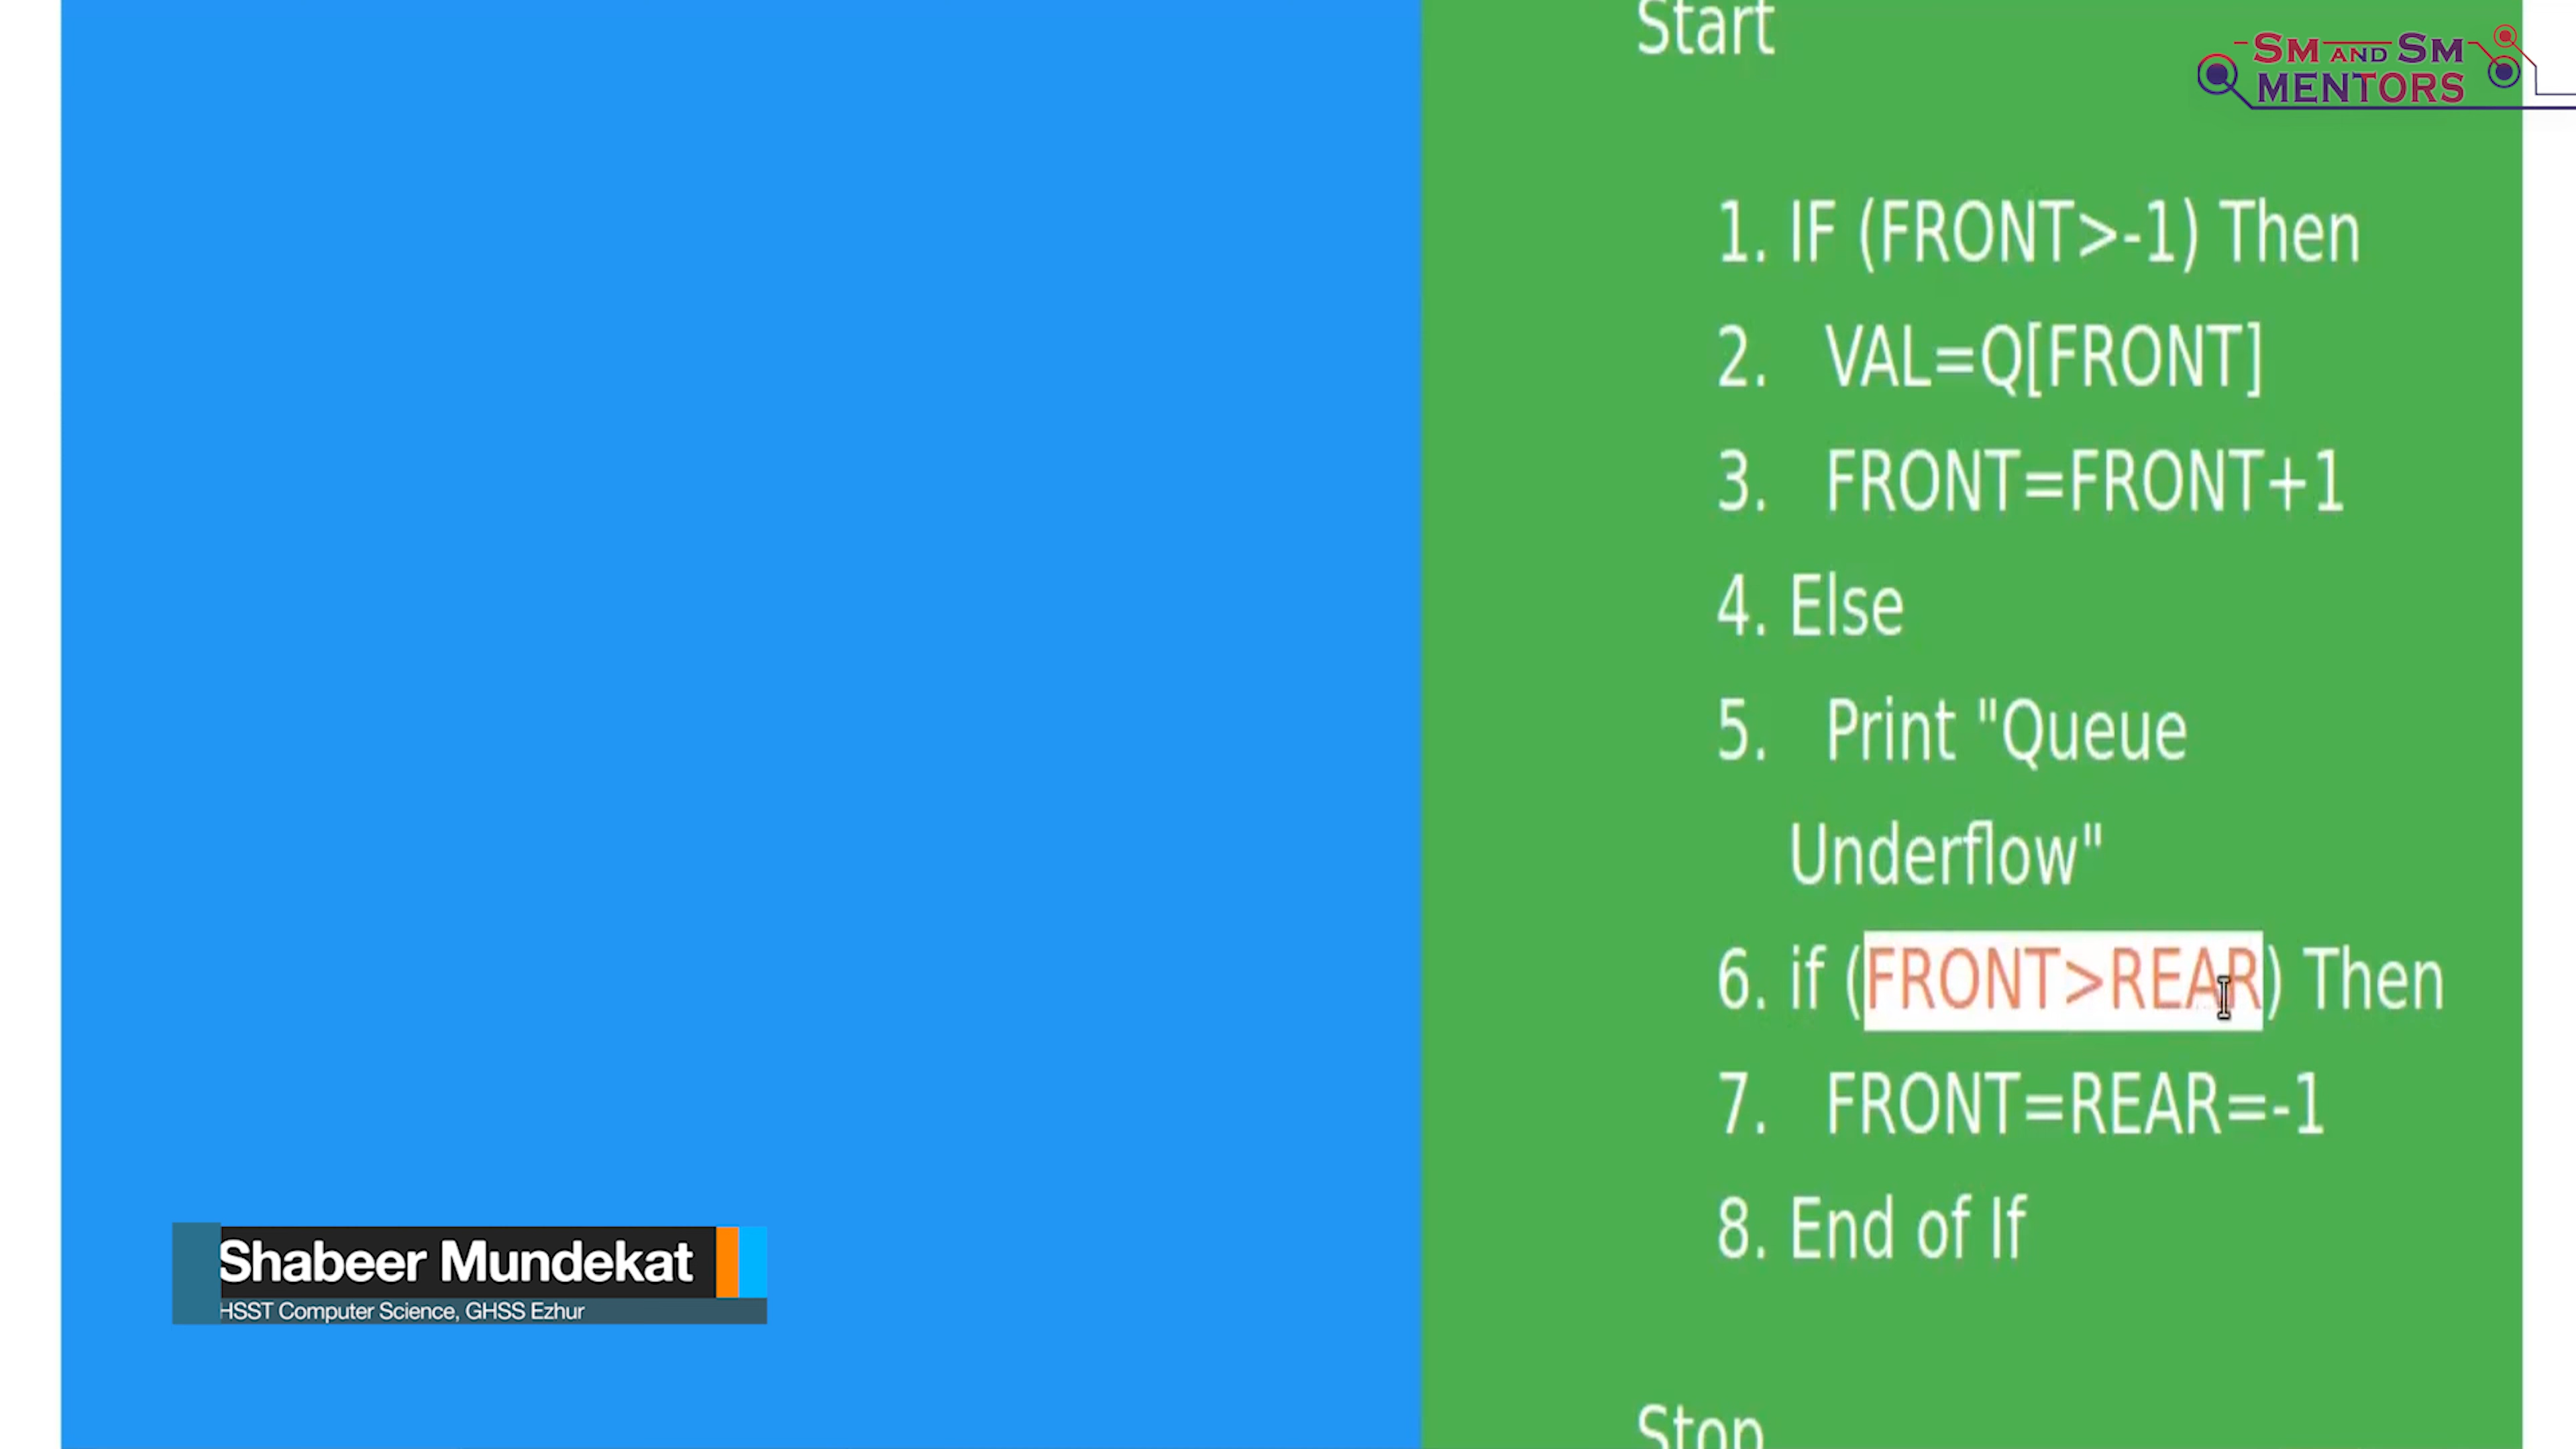 Start
SM AND SM
MENTORS
1. IF (FRONT>-1) Then
2. VAL=Q[FRONT]
3. FRONT=FRONT+1
4. Else
5. Print "Queue
Underflow"
6. if (FRONT>REAR) Then
7. FRONT=REAR=-1
8. End of If
Stop
Shabeer Mundekat
HSST Computer Science, GHSS Ezhur